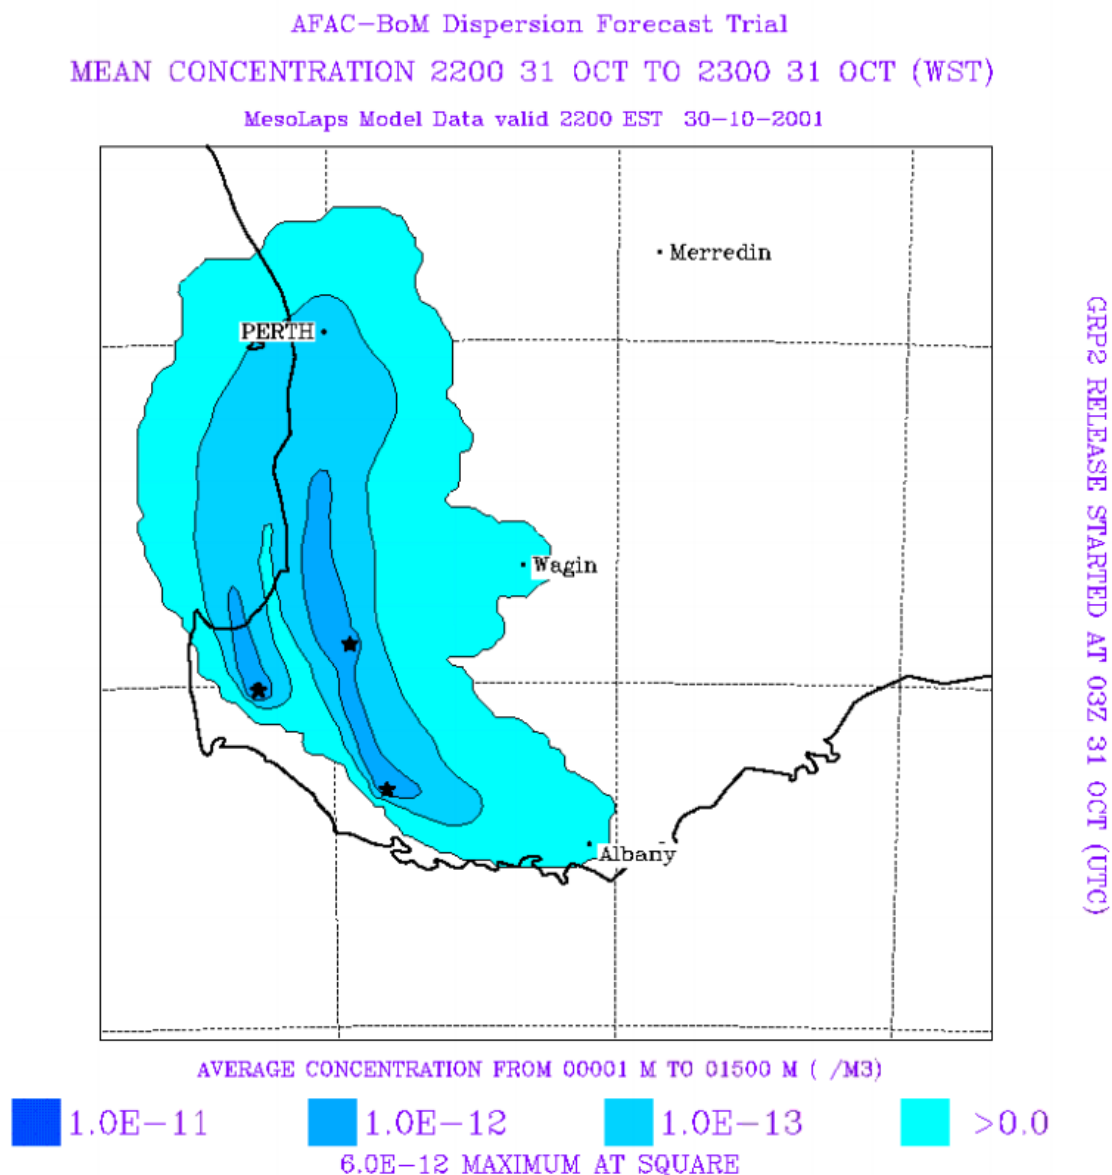 AFAC-BoM Dispersion Forecast Trial
MEAN CONCENTRATION 2200 31 OCT TO 2300 31 OCT (WST)
MesoLaps Model Data valid 2200 EST 30-10-2001
Merredin
PERTH
Wagin
Albany
GRP2 RELEASE STARTED AT 03Z 31 OCT (UTC)
AVERAGE CONCENTRATION FROM 00001 M TO 01500 M ( /M3)
1.0E-11 1.0E-12 1.0E-13 >0.0
6.0E-12 MAXIMUM AT SQUARE